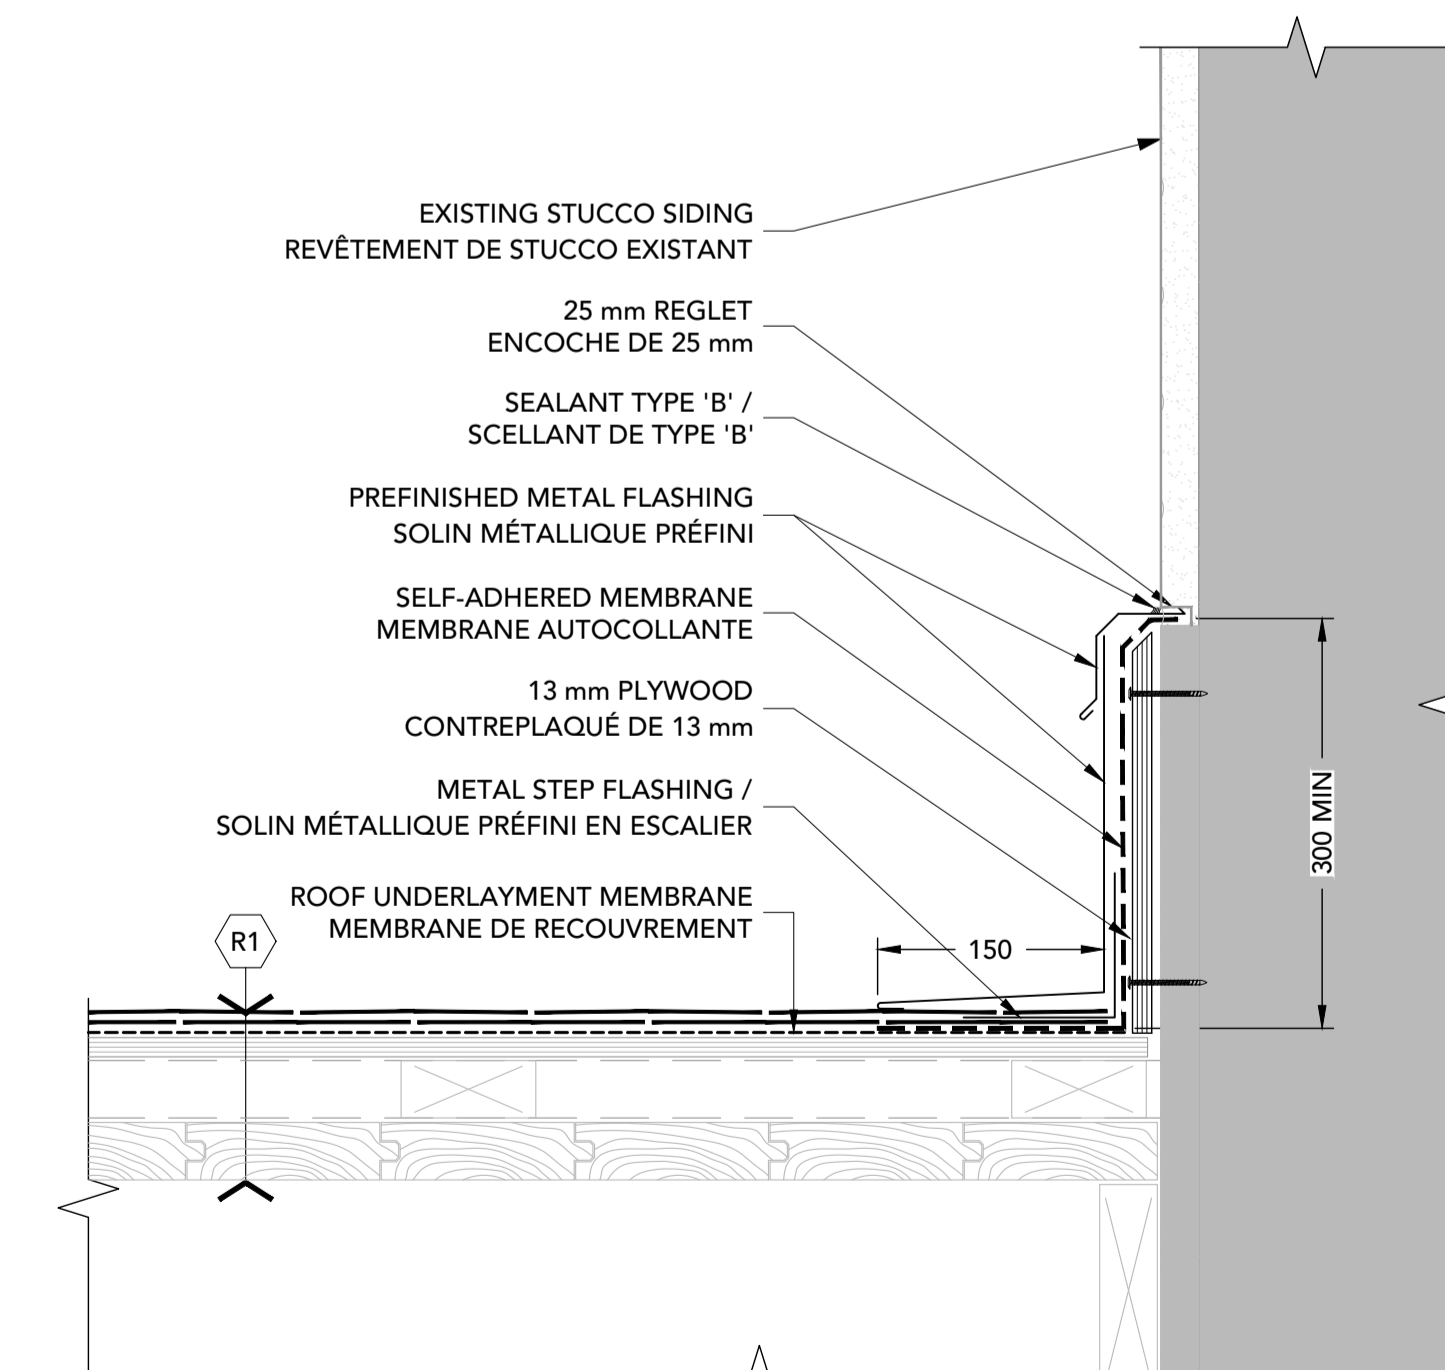 EXISTING STUCCO SIDING
REVÊTEMENT DE STUCCO EXISTANT
25 mm REGLET
ENCOCHE DE 25 mm
SEALANT TYPE 'B' /
SCELLANT DE TYPE 'B'
PREFINISHED METAL FLASHING
SOLIN MÉTALLIQUE PRÉFINI
SELF-ADHERED MEMBRANE
MEMBRANE AUTOCOLLANTE
13 mm PLYWOOD
CONTREPLAQUÉ DE 13 mm
METAL STEP FLASHING /
SOLIN MÉTALLIQUE PRÉFINI EN ESCALIER
ROOF UNDERLAYMENT MEMBRANE
MEMBRANE DE RECOUVREMENT
R1
150
300 MIN